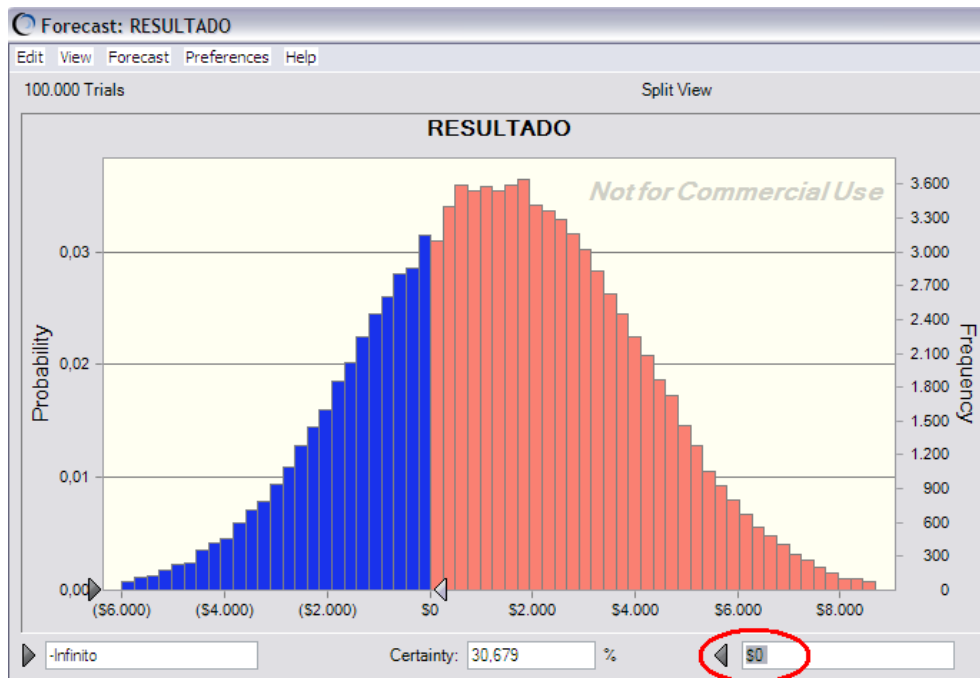 Forecast: RESULTADO
Edit View Forecast Preferences Help
100.000 Trials Split View
RESULTADO
Not for Commercial Use
Probability
0,03
0,02
0,01
0,00
3.600
3.300
3.000
2.700
2.400
2.100
1.800
1.500
1.200
900
600
300
0
Frequency
($6.000) ($4.000) ($2.000) $0 $2.000 $4.000 $6.000 $8.000
-Infinito Certainty: 30,679 % $0